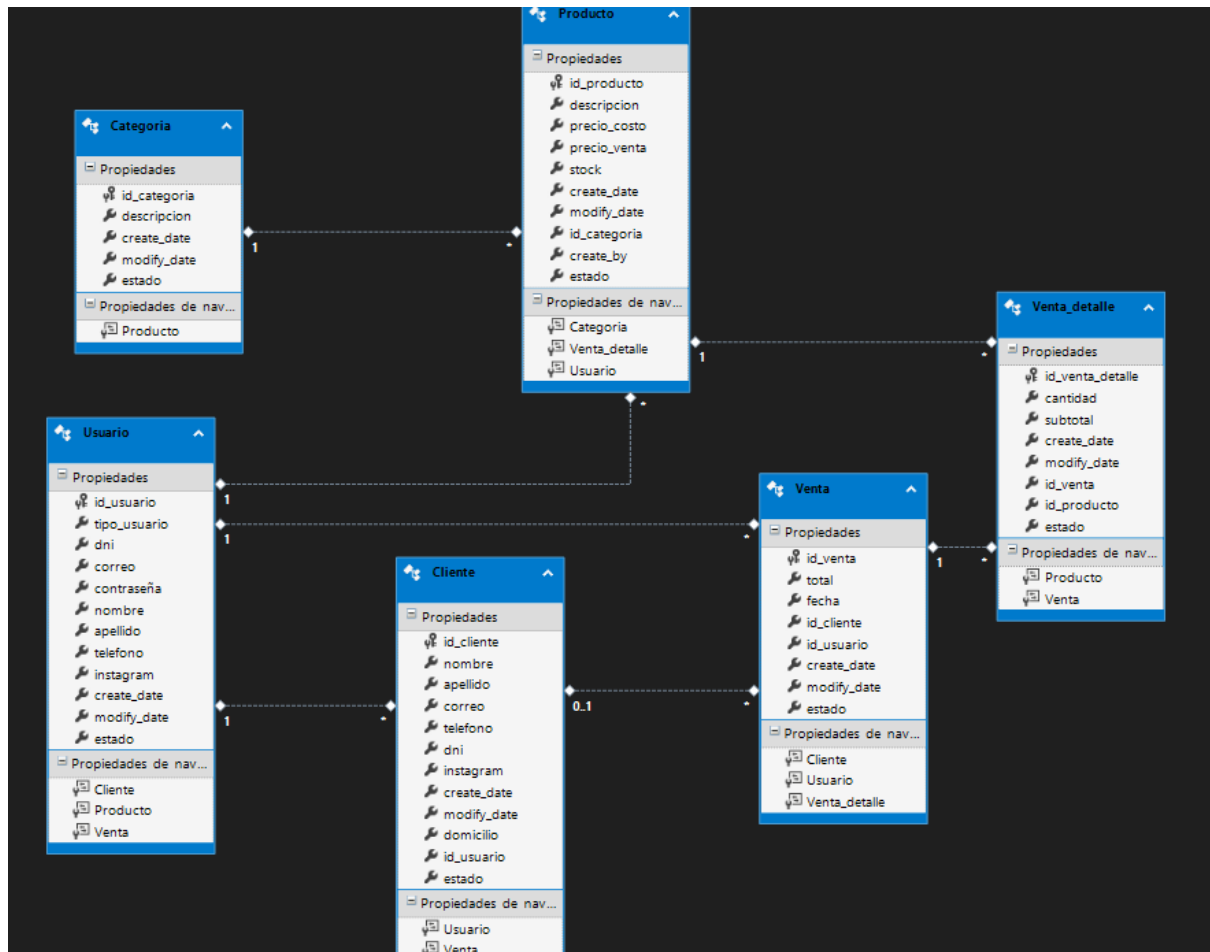 Producto
Propiedades
id_producto
descripcion
precio_costo
precio_venta
stock
create_date
modify_date
id_categoria
create_by
estado
Propiedades de nav...
Categoria
Venta_detalle
Usuario
Categoria
Propiedades
id_categoria
descripcion
create_date
modify_date
estado
Propiedades de nav...
Producto
1
*
Venta_detalle
Propiedades
id_venta_detalle
cantidad
subtotal
create_date
modify_date
id_venta
id_producto
estado
Propiedades de nav...
Producto
Venta
1
*
*
Usuario
Propiedades
id_usuario
tipo_usuario
dni
correo
contraseña
nombre
apellido
telefono
instagram
create_date
modify_date
estado
Propiedades de nav...
Cliente
Producto
Venta
1
1
*
1
*
Venta
Propiedades
id_venta
total
fecha
id_cliente
id_usuario
create_date
modify_date
estado
Propiedades de nav...
Cliente
Usuario
Venta_detalle
1
*
Cliente
Propiedades
id_cliente
nombre
apellido
correo
telefono
dni
instagram
create_date
modify_date
domicilio
id_usuario
estado
Propiedades de nav...
Usuario
Venta
0..1
*